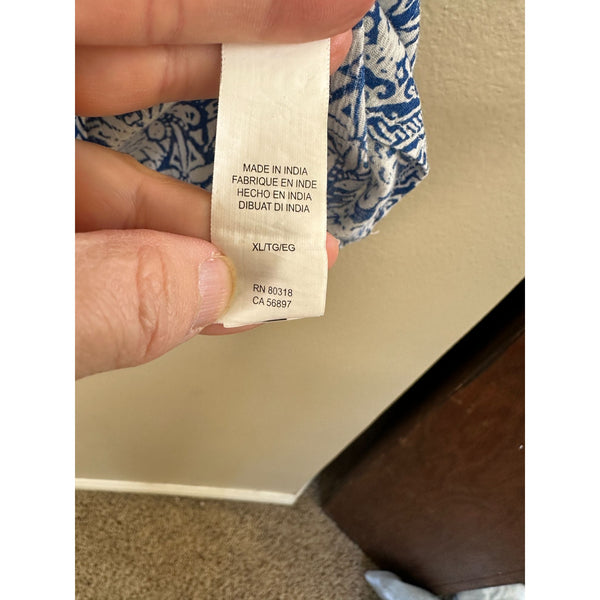 MADE IN INDIA
FABRIQUE EN INDE
HECHO EN INDIA
DIBUAT DI INDIA
XL/TG/EG
RN 80318
CA 56897